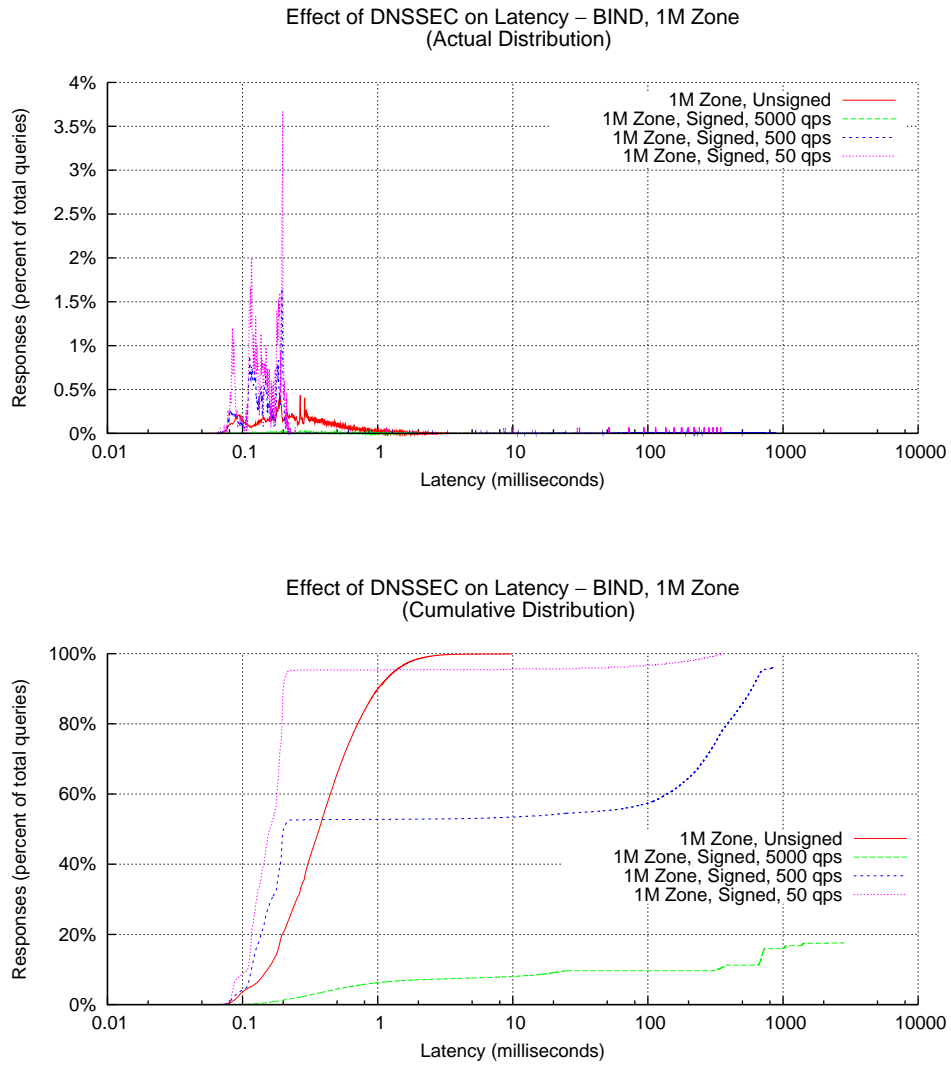 Effect of DNSSEC on Latency – BIND, 1M Zone
(Actual Distribution)
4%
3.5%
3%
2.5%
2%
1.5%
1%
0.5%
0%
Responses (percent of total queries)
1M Zone, Unsigned
1M Zone, Signed, 5000 qps
1M Zone, Signed, 500 qps
1M Zone, Signed, 50 qps
0.01 0.1 1 10 100 1000 10000
Latency (milliseconds)
Effect of DNSSEC on Latency – BIND, 1M Zone
(Cumulative Distribution)
100%
80%
60%
40%
20%
0%
Responses (percent of total queries)
1M Zone, Unsigned
1M Zone, Signed, 5000 qps
1M Zone, Signed, 500 qps
1M Zone, Signed, 50 qps
0.01 0.1 1 10 100 1000 10000
Latency (milliseconds)